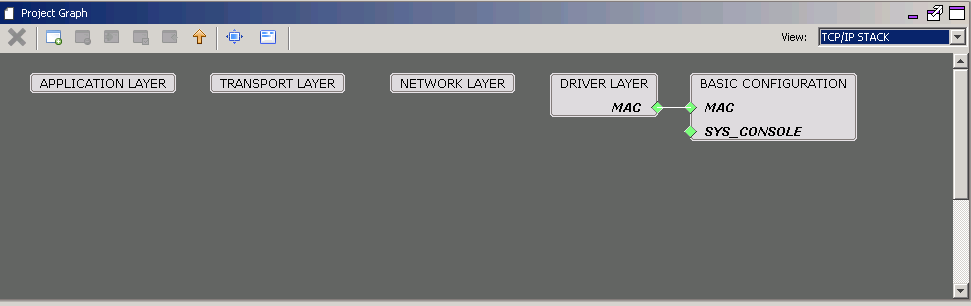 Project Graph
View: TCP/IP STACK
APPLICATION LAYER TRANSPORT LAYER NETWORK LAYER DRIVER LAYER BASIC CONFIGURATION
MAC MAC
SYS_CONSOLE